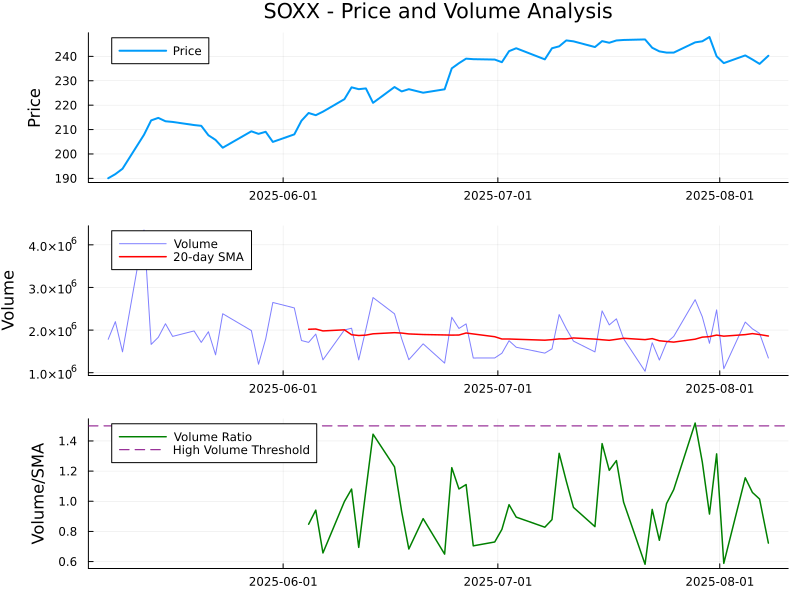 SOXX - Price and Volume Analysis
Price
Price
240
230
220
210
200
190
2025-06-01
2025-07-01
2025-08-01
Volume
Volume
20-day SMA
4.0×10⁶
3.0×10⁶
2.0×10⁶
1.0×10⁶
2025-06-01
2025-07-01
2025-08-01
Volume/SMA
Volume Ratio
High Volume Threshold
1.4
1.2
1.0
0.8
0.6
2025-06-01
2025-07-01
2025-08-01